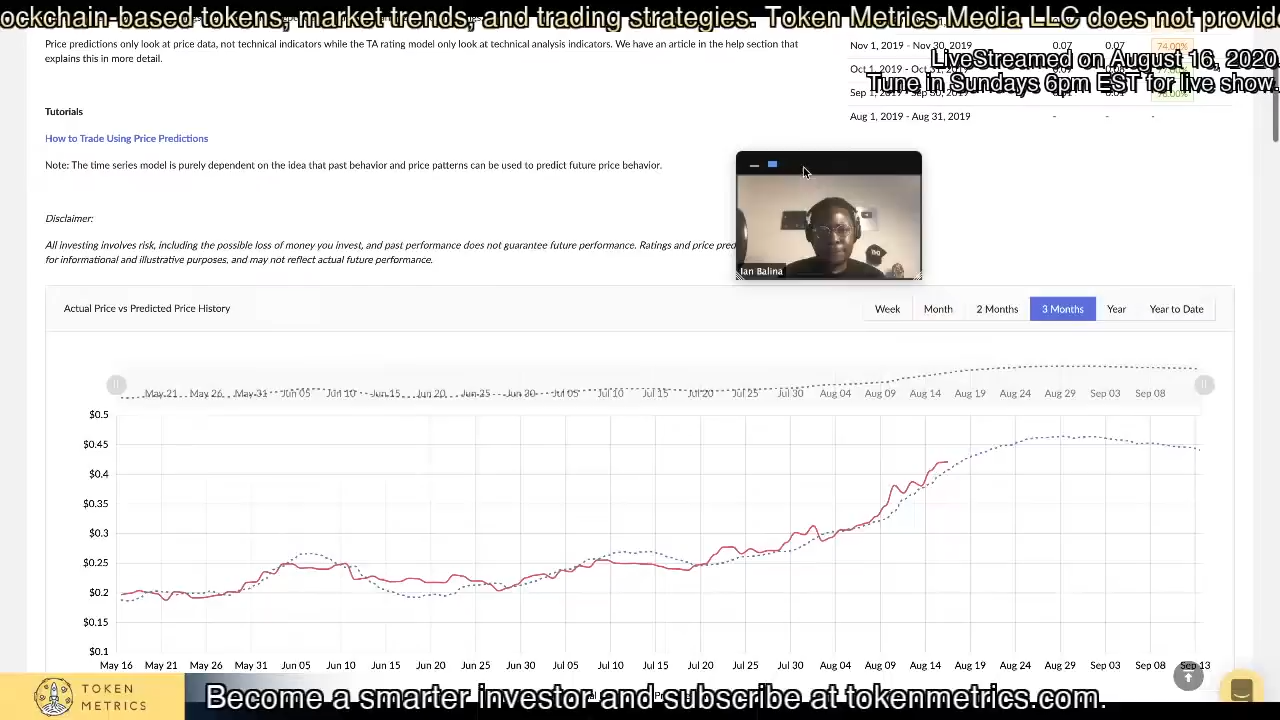 ockchain-based tokens, market trends, and trading strategies. Token Metrics Media LLC does not provide
Price predictions only look at price data, not technical indicators while the TA rating model only look at technical analysis indicators. We have an article in the help section that
explains this in more detail.
Nov 1, 2019 - Nov 30, 2019 0.07 0.07 74.00%
LiveStreamed on August 16, 2020.
Oct 1, 2019 - Oct 31, 2019
Tune in Sundays 6pm EST for live show.
Sep 1, 2019 - Sep 30, 2019
Aug 1, 2019 - Aug 31, 2019 - - -
Tutorials
How to Trade Using Price Predictions
Note: The time series model is purely dependent on the idea that past behavior and price patterns can be used to predict future price behavior.
Disclaimer:
All investing involves risk, including the possible loss of money you invest, and past performance does not guarantee future performance. Ratings and price pred
for informational and illustrative purposes, and may not reflect actual future performance.
Ian Balina
Actual Price vs Predicted Price History
Week Month 2 Months 3 Months Year Year to Date
May 21 May 26 May 31 Jun 05 Jun 10 Jun 15 Jun 20 Jun 25 Jun 30 Jul 05 Jul 10 Jul 15 Jul 20 Jul 25 Jul 30 Aug 04 Aug 09 Aug 14 Aug 19 Aug 24 Aug 29 Sep 03 Sep 08
$0.5
$0.45
$0.4
$0.35
$0.3
$0.25
$0.2
$0.15
$0.1
May 16 May 21 May 26 May 31 Jun 05 Jun 10 Jun 15 Jun 20 Jun 25 Jun 30 Jul 05 Jul 10 Jul 15 Jul 20 Jul 25 Jul 30 Aug 04 Aug 09 Aug 14 Aug 19 Aug 24 Aug 29 Sep 03 Sep 08 Sep 13
TOKEN
METRICS
Become a smarter investor and subscribe at tokenmetrics.com.